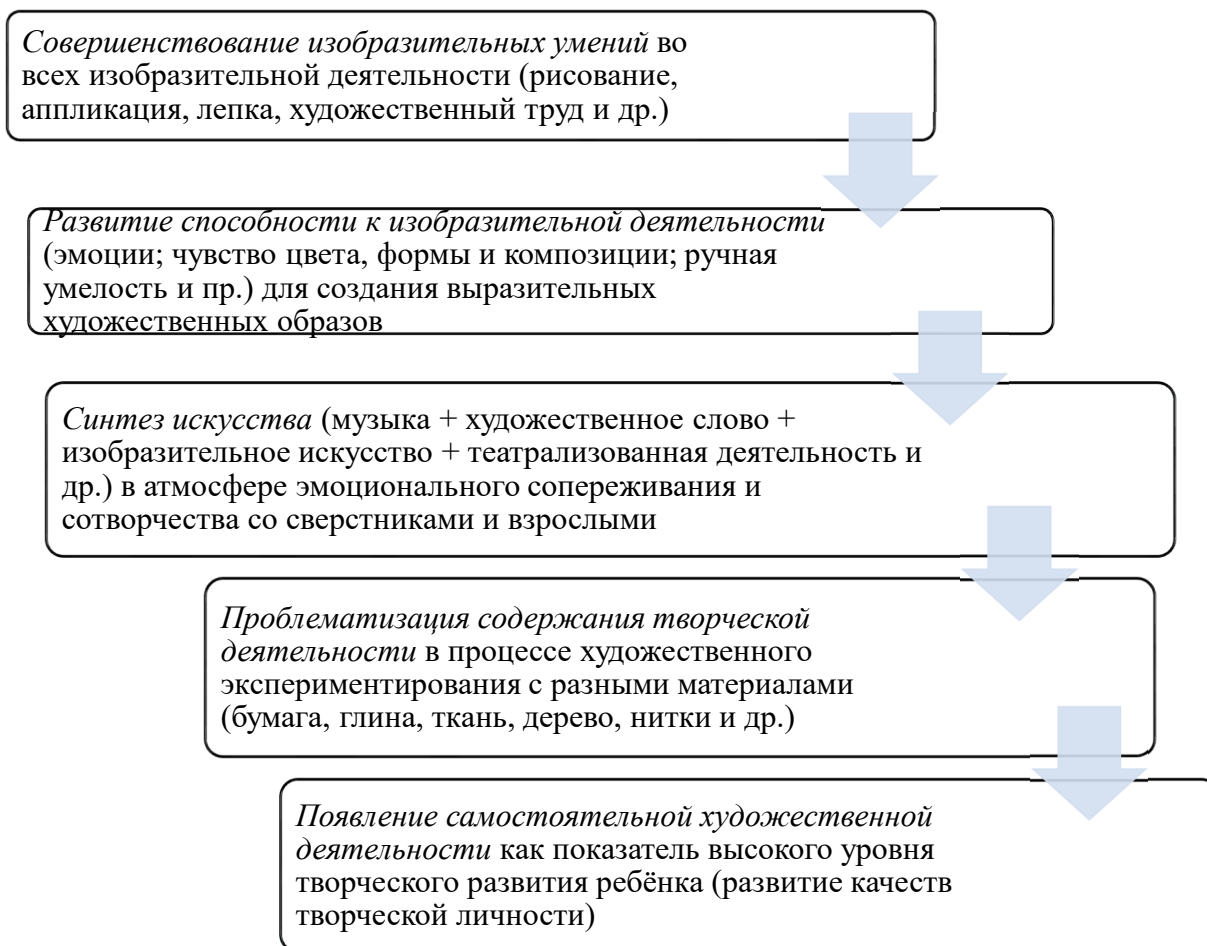 Совершенствование изобразительных умений во
всех изобразительной деятельности (рисование,
аппликация, лепка, художественный труд и др.)
Развитие способности к изобразительной деятельности
(эмоции; чувство цвета, формы и композиции; ручная
умелость и пр.) для создания выразительных
художественных образов
Синтез искусства (музыка + художественное слово +
изобразительное искусство + театрализованная деятельность и
др.) в атмосфере эмоционального сопереживания и
сотворчества со сверстниками и взрослыми
Проблематизация содержания творческой
деятельности в процессе художественного
экспериментирования с разными материалами
(бумага, глина, ткань, дерево, нитки и др.)
Появление самостоятельной художественной
деятельности как показатель высокого уровня
творческого развития ребёнка (развитие качеств
творческой личности)